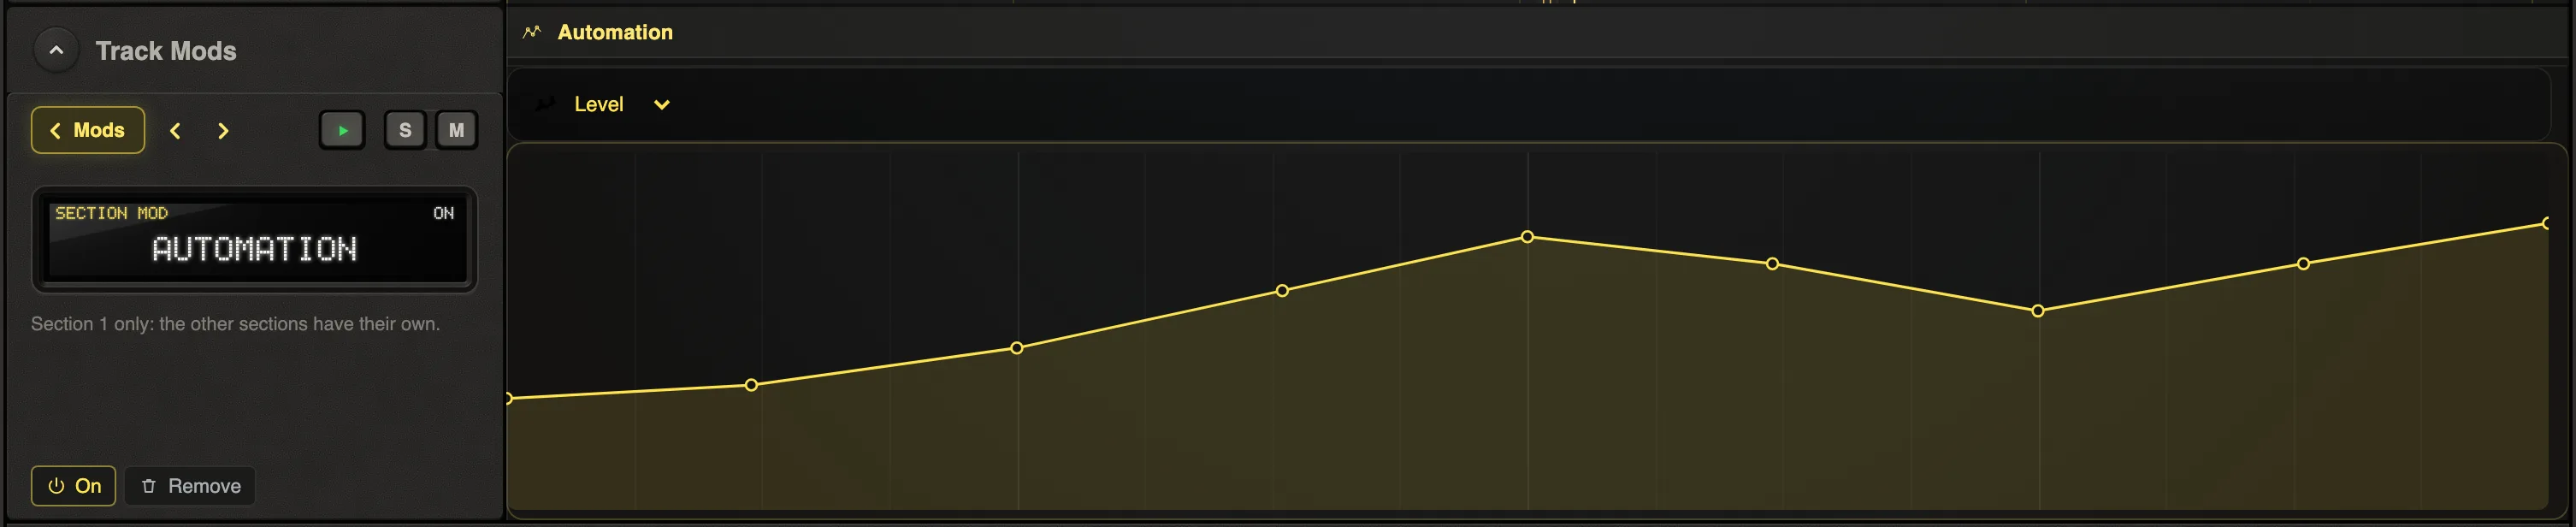 Track Mods
Mods
S M
SECTION MOD ON
AUTOMATION
Section 1 only: the other sections have their own.
On Remove
Automation
Level